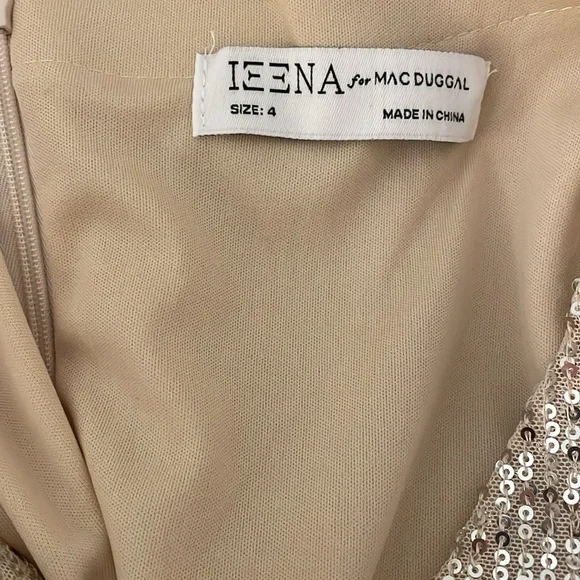 IEENA for MAC DUGGAL
SIZE: 4 MADE IN CHINA